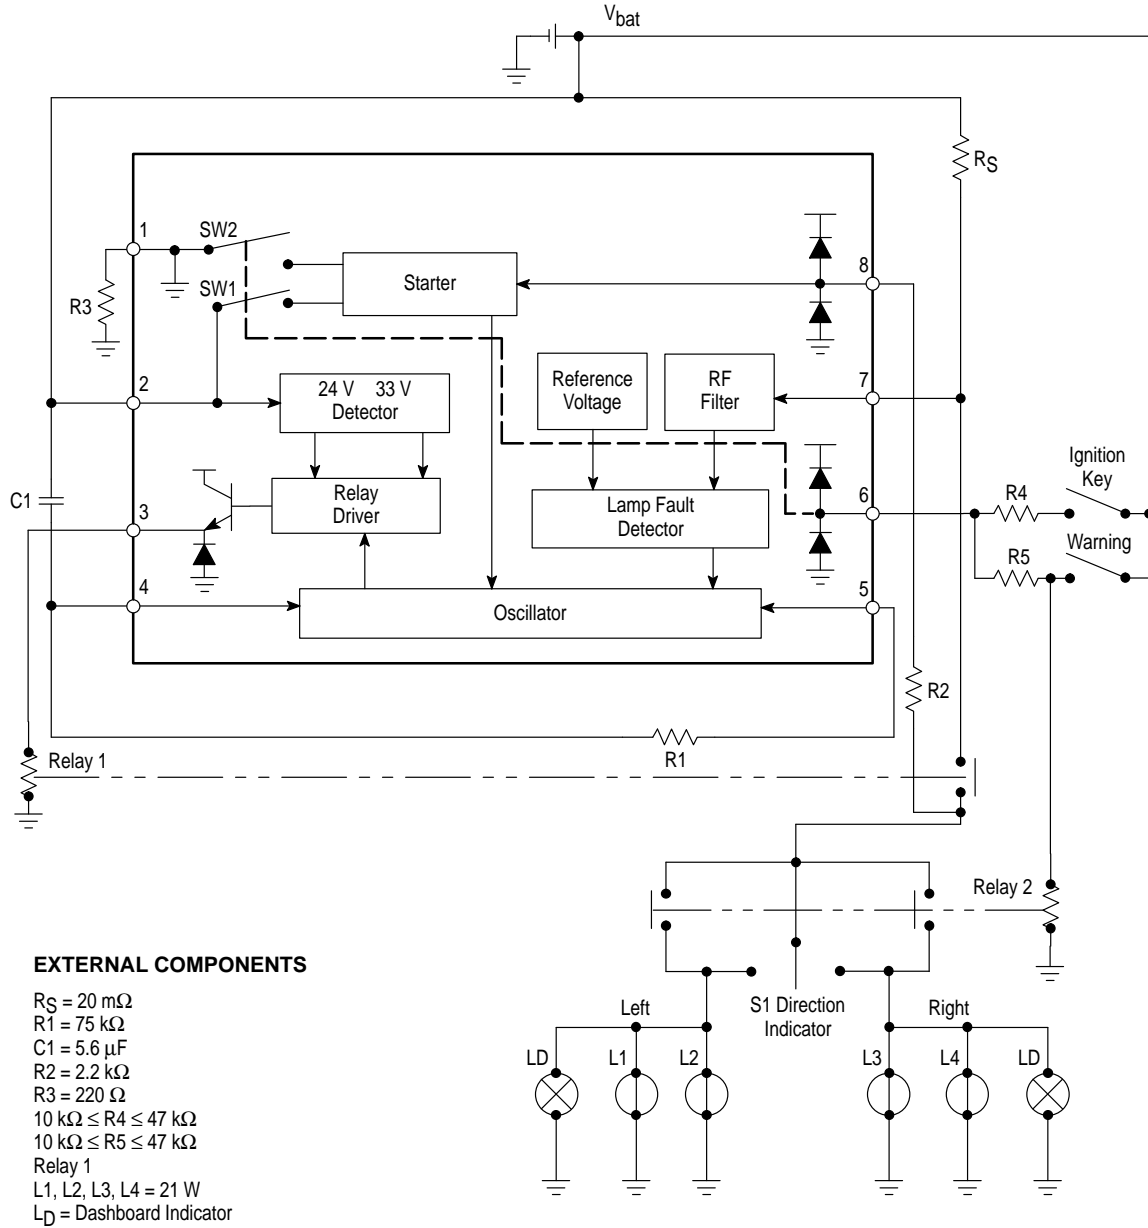 Vbat
RS
1
SW2
8
Starter
R3
SW1
2
24 V 33 V
Detector
Reference
Voltage
RF
Filter
7
C1
3
Relay
Driver
Lamp Fault
Detector
6
R4
Ignition
Key
Warning
R5
4
Oscillator
5
R2
Relay 1
R1
Relay 2
EXTERNAL COMPONENTS
RS = 20 mΩ
R1 = 75 kΩ
C1 = 5.6 µF
R2 = 2.2 kΩ
R3 = 220 Ω
10 kΩ ≤ R4 ≤ 47 kΩ
10 kΩ ≤ R5 ≤ 47 kΩ
Relay 1
L1, L2, L3, L4 = 21 W
LD = Dashboard Indicator
Left
S1 Direction
Indicator
Right
LD
L1
L2
L3
L4
LD